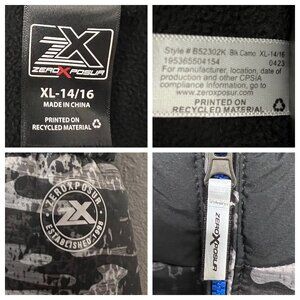 ZX
ZEROXPOSUR
XL-14/16
MADE IN CHINA
PRINTED ON
RECYCLED MATERIAL
Style # B52302K Blk Camo XL-14/16
195365504154 0423
For manufacturer, location, date of
production and other CPSIA
compliance information, go to
www.zeroxposur.com
PRINTED ON
RECYCLED MATERIAL
ZEROXPOSUR
ZX
ZEROXPOSUR